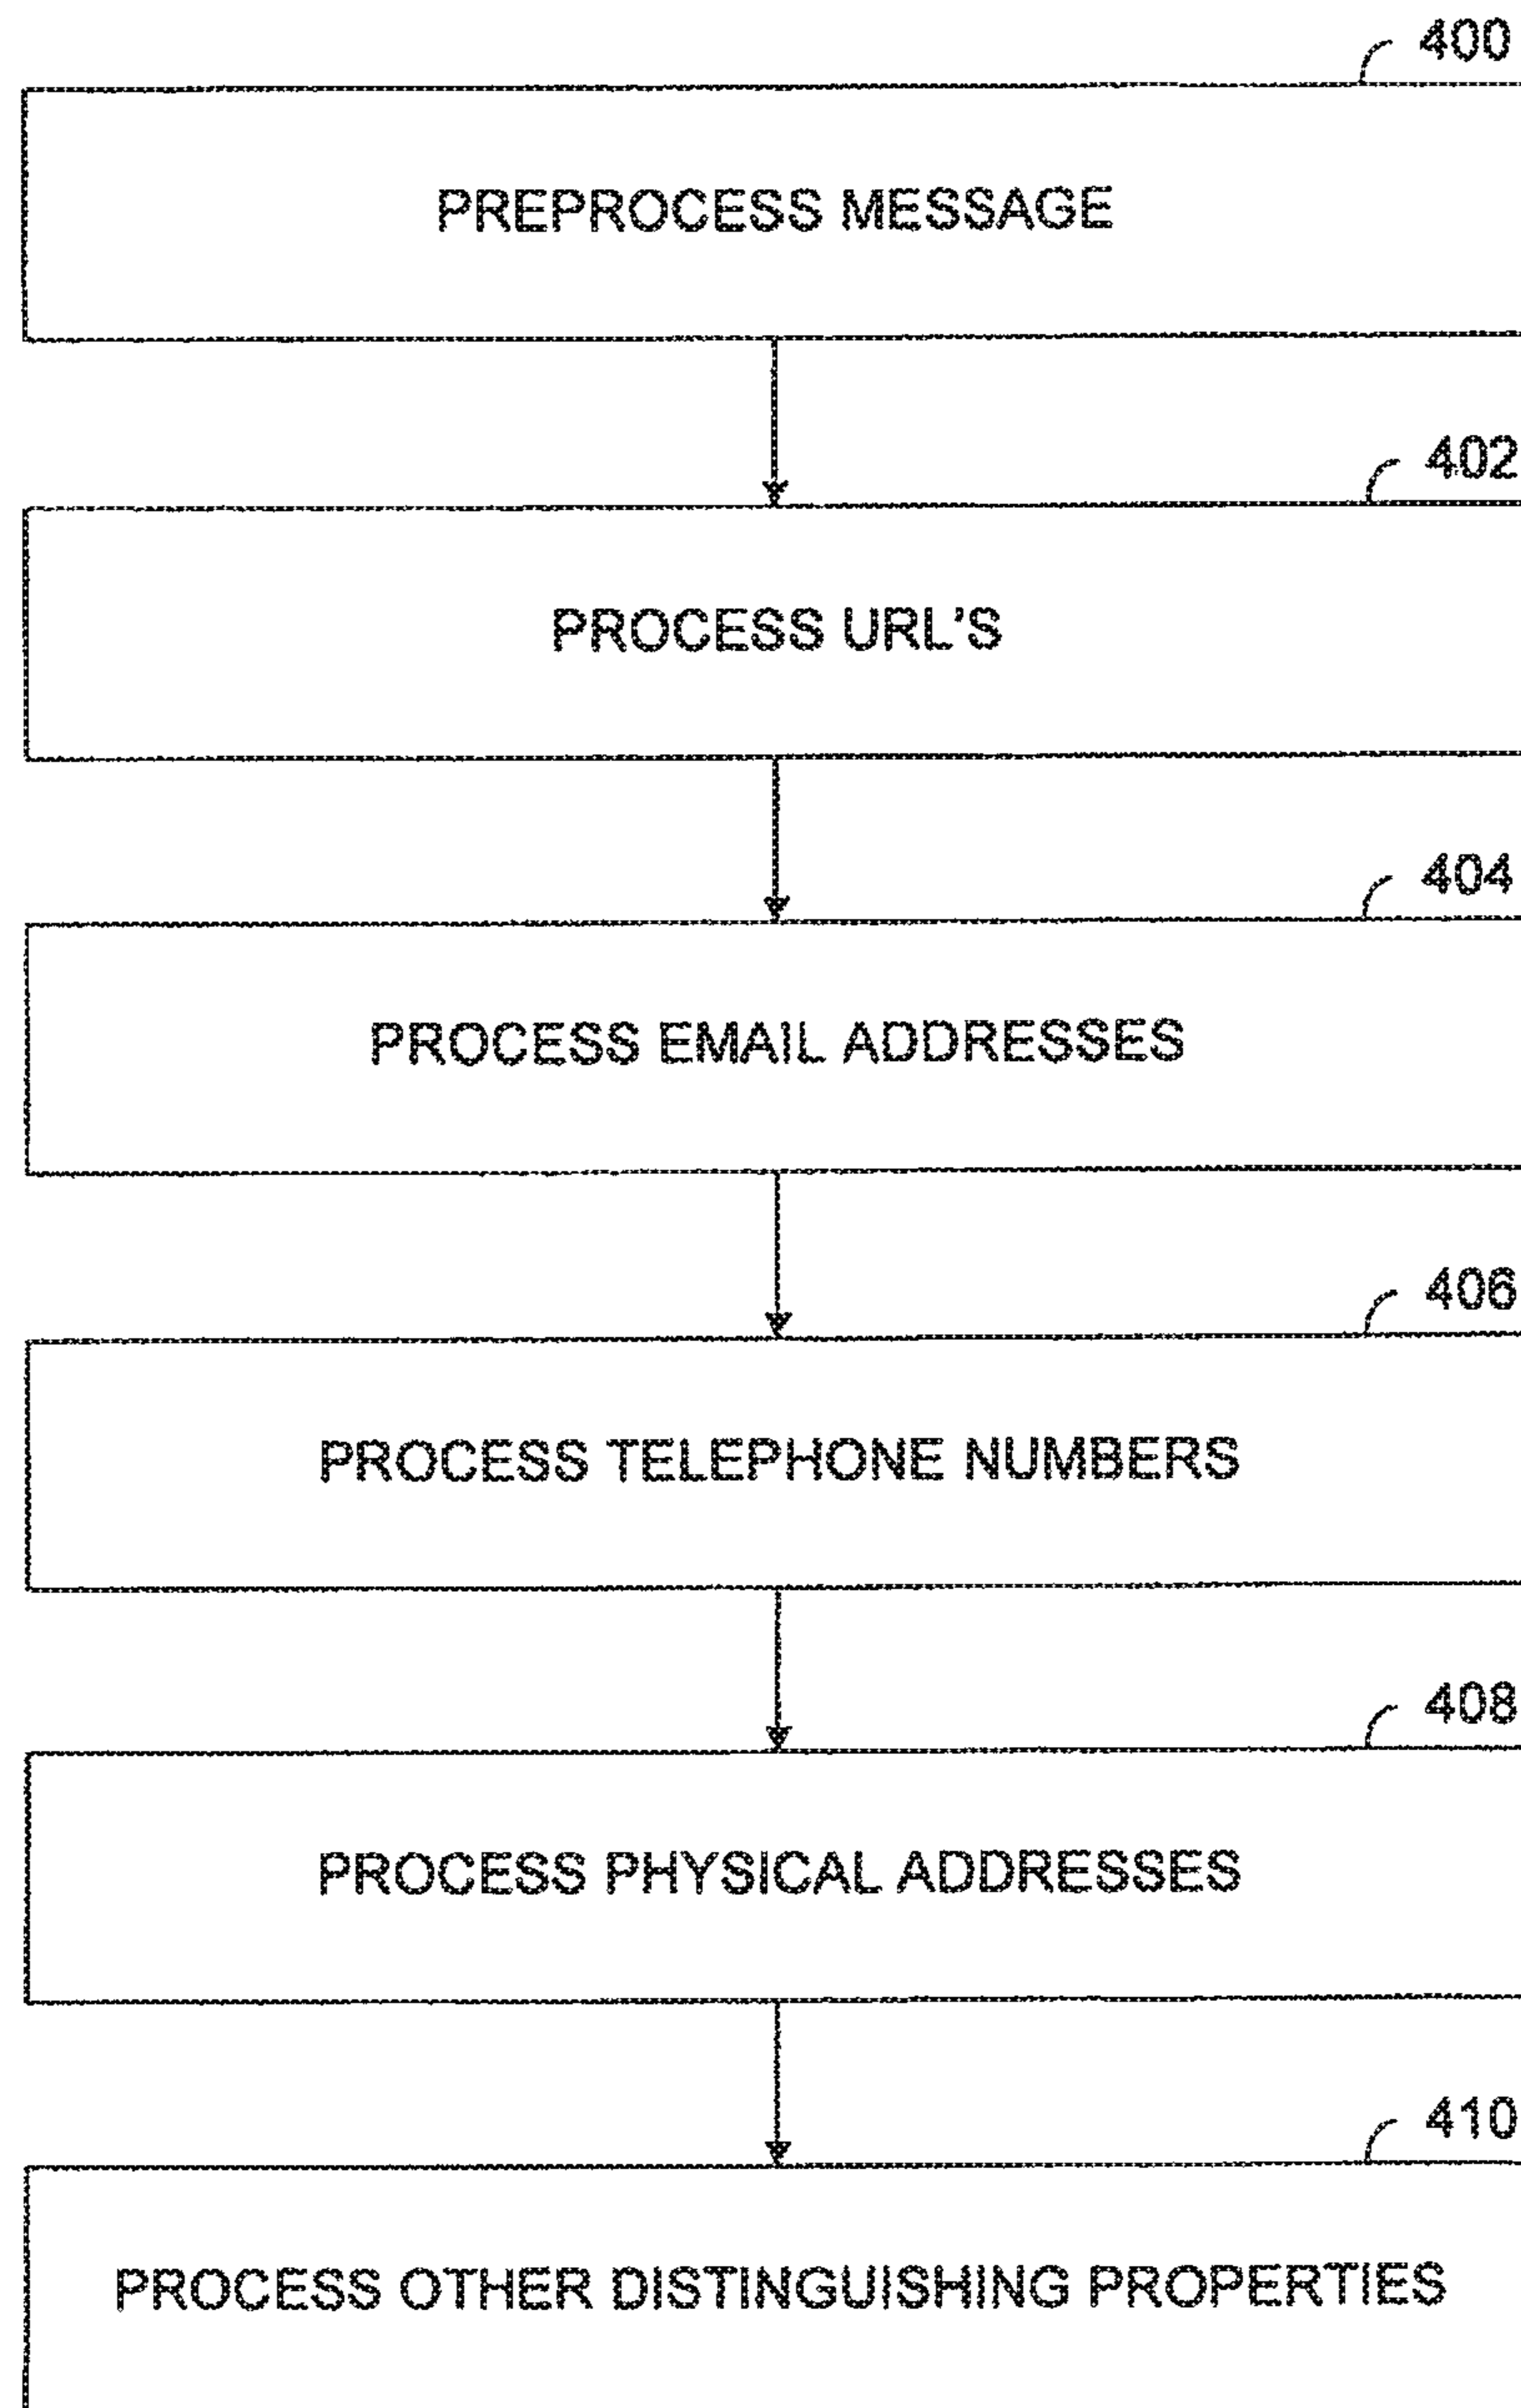 400
PREPROCESS MESSAGE
402
PROCESS URL'S
404
PROCESS EMAIL ADDRESSES
406
PROCESS TELEPHONE NUMBERS
408
PROCESS PHYSICAL ADDRESSES
410
PROCESS OTHER DISTINGUISHING PROPERTIES